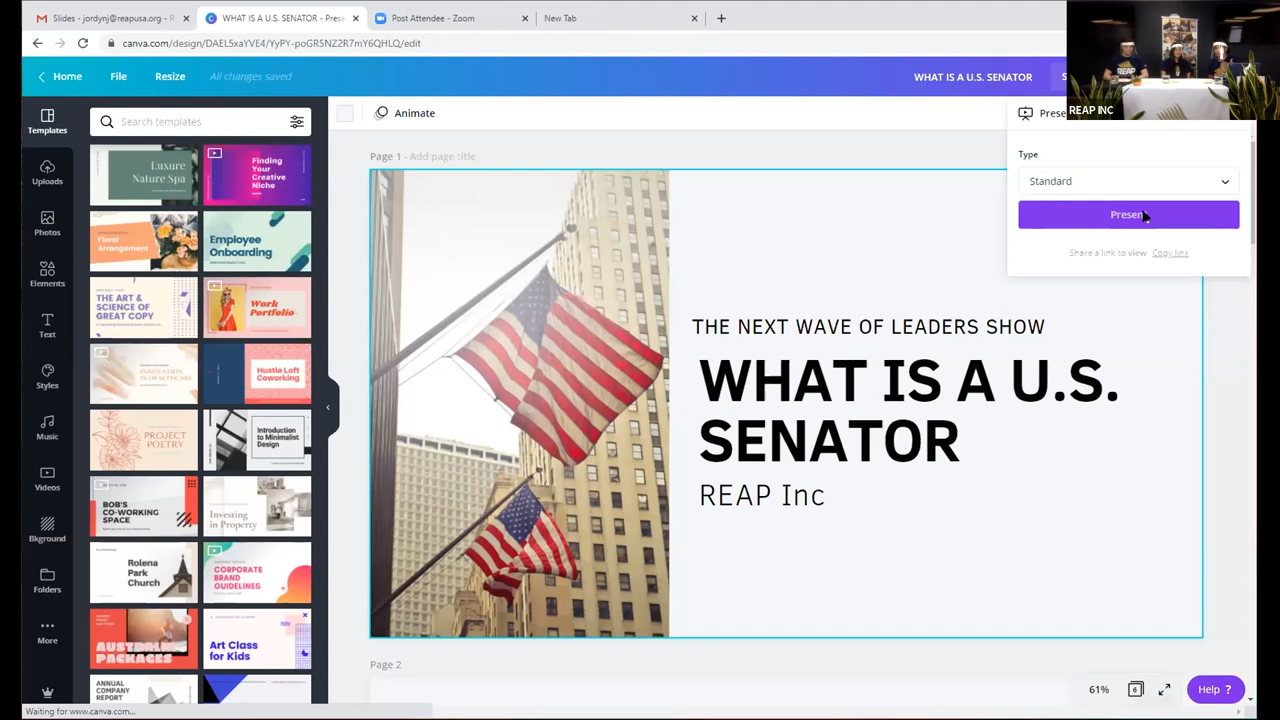 Slides - jordynj@reapusa.org - R
WHAT IS A U.S. SENATOR - Prese
Post Attendee - Zoom
New Tab
canva.com/design/DAEL5xaYVE4/YyPY-poGR5NZ2R7mY6QHLQ/edit
Home
File
Resize
All changes saved
WHAT IS A U.S. SENATOR
REAP
REAP INC
Templates
Search templates
Animate
Prese
Page 1 - Add page title
Type
Standard
Present
Share a link to view Copy link
Uploads
Photos
Elements
Text
Styles
Music
Videos
Bkground
Folders
More
Luxure
Nature Spa
Finding
Your
Creative
Niche
Floral
Arrangement
Employee
Onboarding
THE ART &
SCIENCE OF
GREAT COPY
Work
Portfolio
INNOVATION
IN HEALTHCARE
Hustle Loft
Coworking
PROJECT
POETRY
Introduction
to Minimalist
Design
BOB'S
CO-WORKING
SPACE
Investing
in Property
Rolena
Park
Church
CORPORATE
BRAND
GUIDELINES
PACKAGES
Art Class
for Kids
ANNUAL
COMPANY
REPORT
THE NEXT WAVE OF LEADERS SHOW
WHAT IS A U.S.
SENATOR
REAP Inc
Page 2
61%
6
Help ?
Waiting for www.canva.com...